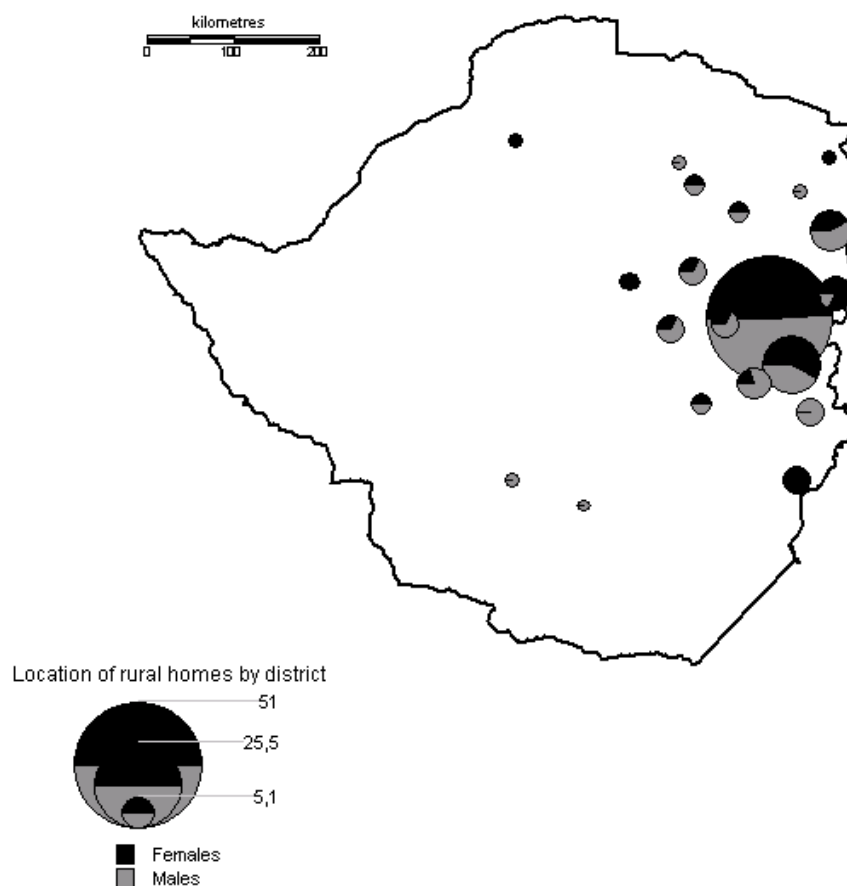 kilometres
0 100 200
Location of rural homes by district
51
25,5
5,1
Females
Males